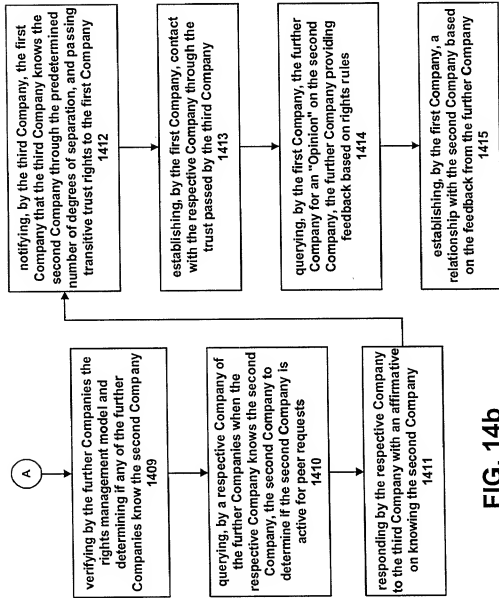 A
verifying by the further Companies the
rights management model and
determining if any of the further
Companies know the second Company
1409
querying, by a respective Company of
the further Companies when the
respective Company knows the second
Company, the second Company to
determine if the second Company is
active for peer requests
1410
responding by the respective Company
to the third Company with an affirmative
on knowing the second Company
1411
notifying, by the third Company, the first
Company that the third Company knows the
second Company through the predetermined
number of degrees of separation, and passing
transitive trust rights to the first Company
1412
establishing, by the first Company, contact
with the respective Company through the
trust passed by the third Company
1413
querying, by the first Company, the further
Company for an "Opinion" on the second
Company, the further Company providing
feedback based on rights rules
1414
establishing, by the first Company, a
relationship with the second Company based
on the feedback from the further Company
1415
FIG. 14b